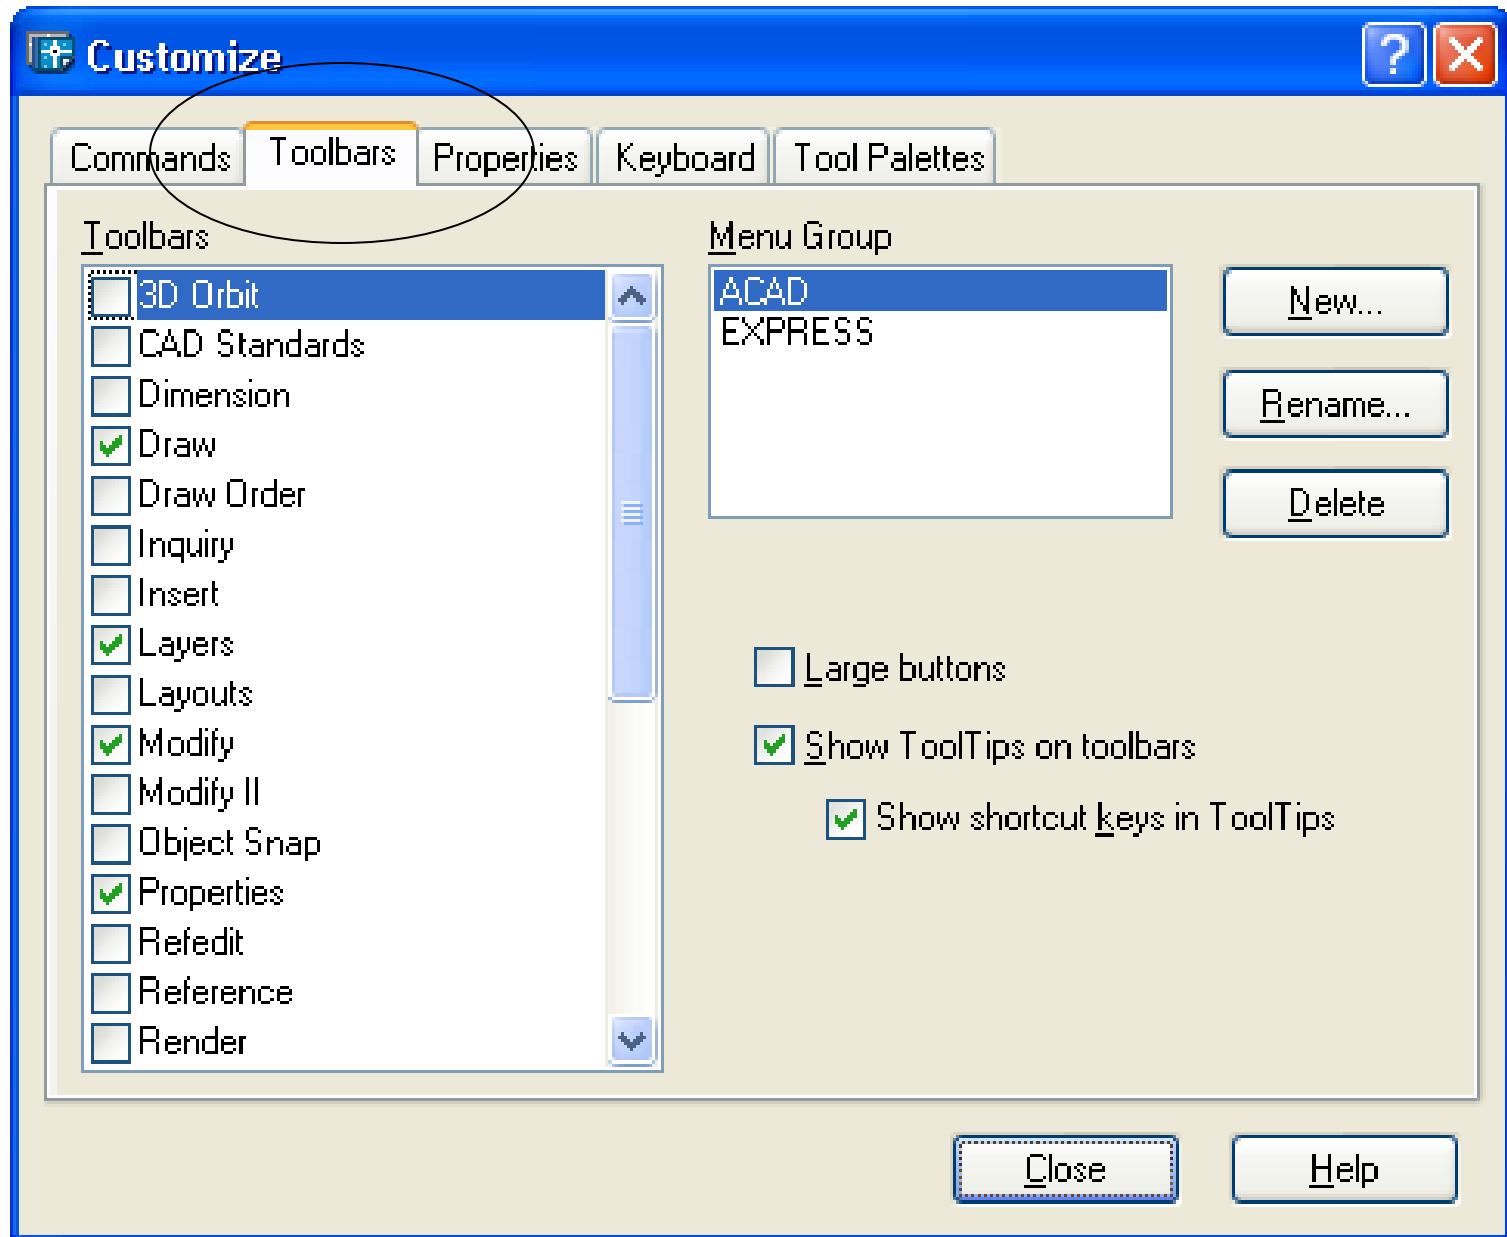 Customize
Commands
Toolbars
Properties
Keyboard
Tool Palettes
Toolbars
3D Orbit
CAD Standards
Dimension
Draw
Draw Order
Inquiry
Insert
Layers
Layouts
Modify
Modify II
Object Snap
Properties
Refedit
Reference
Render
Menu Group
ACAD
EXPRESS
New...
Rename...
Delete
Large buttons
Show ToolTips on toolbars
Show shortcut keys in ToolTips
Close
Help